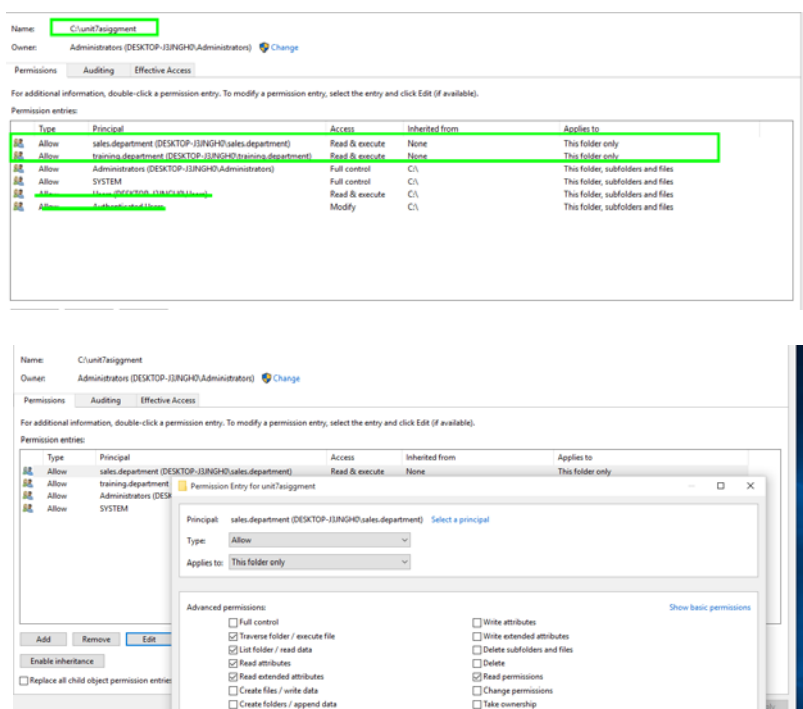 Name: C:\unit7asiggment
Owner: Administrators (DESKTOP-J3JNGH0\Administrators) Change
Permissions Auditing Effective Access
For additional information, double-click a permission entry. To modify a permission entry, select the entry and click Edit (if available).
Permission entries:
Type Principal Access Inherited from Applies to
Allow sales.department (DESKTOP-J3JNGH0\sales.department) Read & execute None This folder only
Allow training.department (DESKTOP-J3JNGH0\training.department) Read & execute None This folder only
Allow Administrators (DESKTOP-J3JNGH0\Administrators) Full control C:\ This folder, subfolders and files
Allow SYSTEM Full control C:\ This folder, subfolders and files
Allow Users (DESKTOP-J3JNGH0\Users) Read & execute C:\ This folder, subfolders and files
Allow Authenticated Users Modify C:\ This folder, subfolders and files
Name: C:\unit7asiggment
Owner: Administrators (DESKTOP-J3JNGH0\Administrators) Change
Permissions Auditing Effective Access
For additional information, double-click a permission entry. To modify a permission entry, select the entry and click Edit (if available).
Permission entries:
Type Principal Access Inherited from Applies to
Allow sales.department (DESKTOP-J3JNGH0\sales.department) Read & execute None This folder only
Allow training.department
Allow Administrators (DESK
Allow SYSTEM
Permission Entry for unit7asiggment
Principal: sales.department (DESKTOP-J3JNGH0\sales.department) Select a principal
Type: Allow
Applies to: This folder only
Advanced permissions: Show basic permissions
Full control Write attributes
Traverse folder / execute file Write extended attributes
List folder / read data Delete subfolders and files
Read attributes Delete
Read extended attributes Read permissions
Create files / write data Change permissions
Create folders / append data Take ownership
Add Remove Edit
Enable inheritance
Replace all child object permission entries